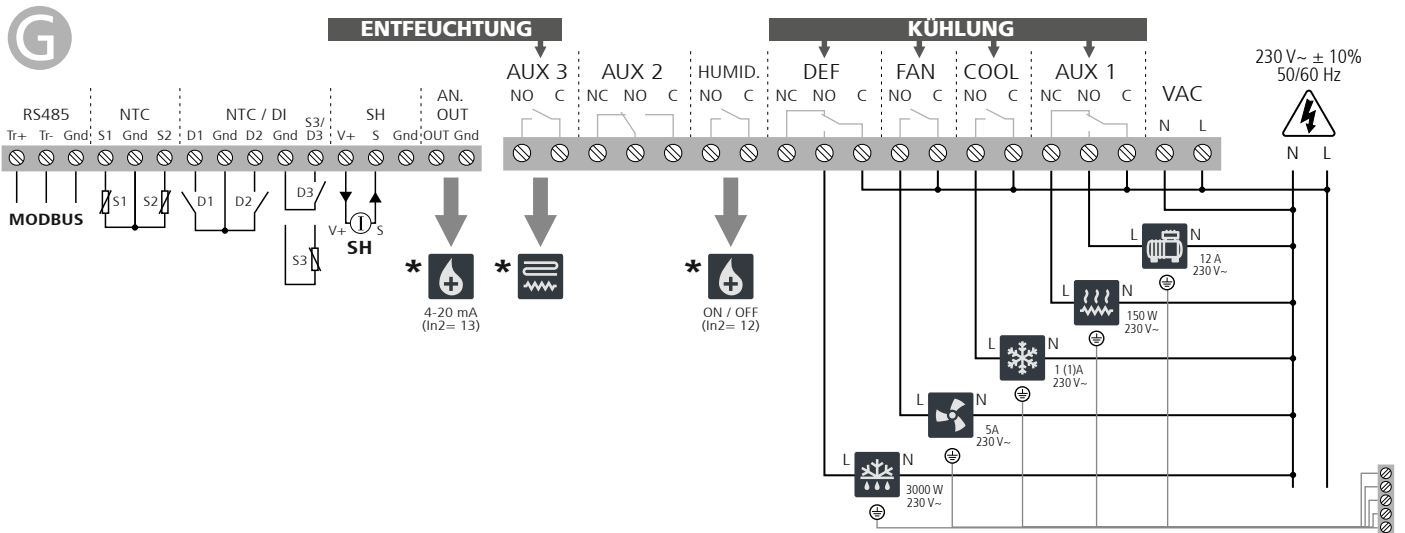 G
ENTFEUCHTUNG
KÜHLUNG
230 V~ ± 10%
50/60 Hz
AUX 3 AUX 2 HUMID. DEF FAN COOL AUX 1 VAC
NO C NC NO C NO C NC NO C NO C NO C NC NO C N L
RS485 NTC NTC / DI SH AN. OUT
Tr+ Tr- Gnd S1 Gnd S2 D1 Gnd D2 Gnd S3/D3 V+ S Gnd OUT Gnd
N L
MODBUS
S1 S2 D1 D2 D3
S3
V+ S
SH
* * *
4-20 mA
(In2= 13)
ON / OFF
(In2= 12)
L N
12 A
230 V~
L N
150 W
230 V~
L N
1 (1)A
230 V~
L N
5A
230 V~
L N
3000 W
230 V~